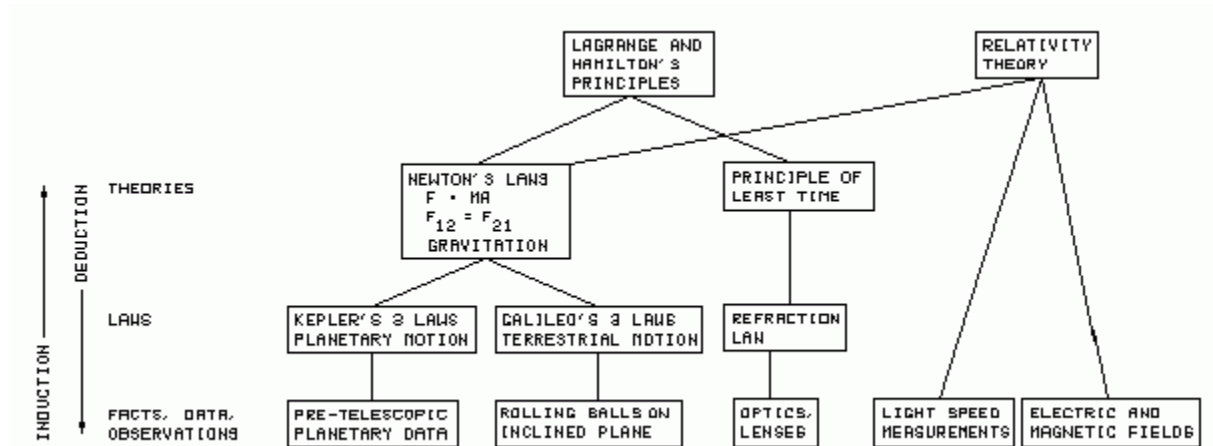 LAGRANGE AND
HAMILTON'S
PRINCIPLES
RELATIVITY
THEORY
THEORIES
NEWTON'S LAWS
F = MA
F12 = F21
GRAVITATION
PRINCIPLE OF
LEAST TIME
INDUCTION
DEDUCTION
LAWS
KEPLER'S 3 LAWS
PLANETARY MOTION
GALILEO'S 3 LAWS
TERRESTRIAL MOTION
REFRACTION
LAW
FACTS, DATA,
OBSERVATIONS
PRE-TELESCOPIC
PLANETARY DATA
ROLLING BALLS ON
INCLINED PLANE
OPTICS,
LENSES
LIGHT SPEED
MEASUREMENTS
ELECTRIC AND
MAGNETIC FIELDS